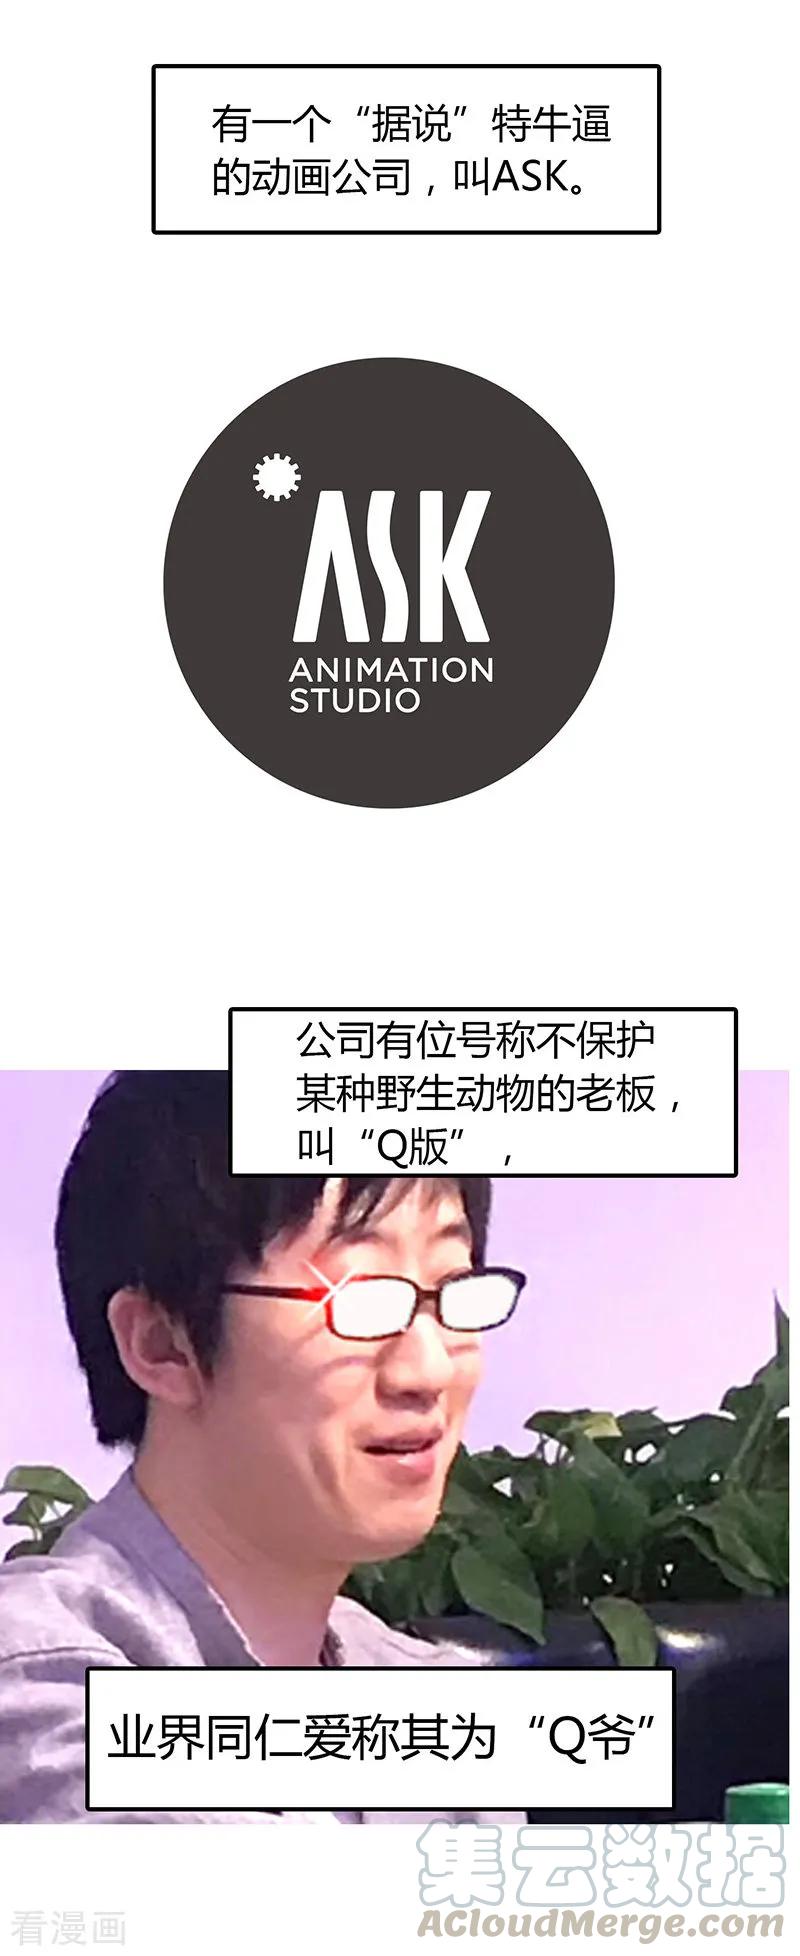 有一个“据说”特牛逼
的动画公司，叫ASK。
ASK
ANIMATION
STUDIO
公司有位号称不保护
某种野生动物的老板，
叫“Q版”，
业界同仁爱称其为“Q爷”
集云数据
看漫画
ACloudMerge.com